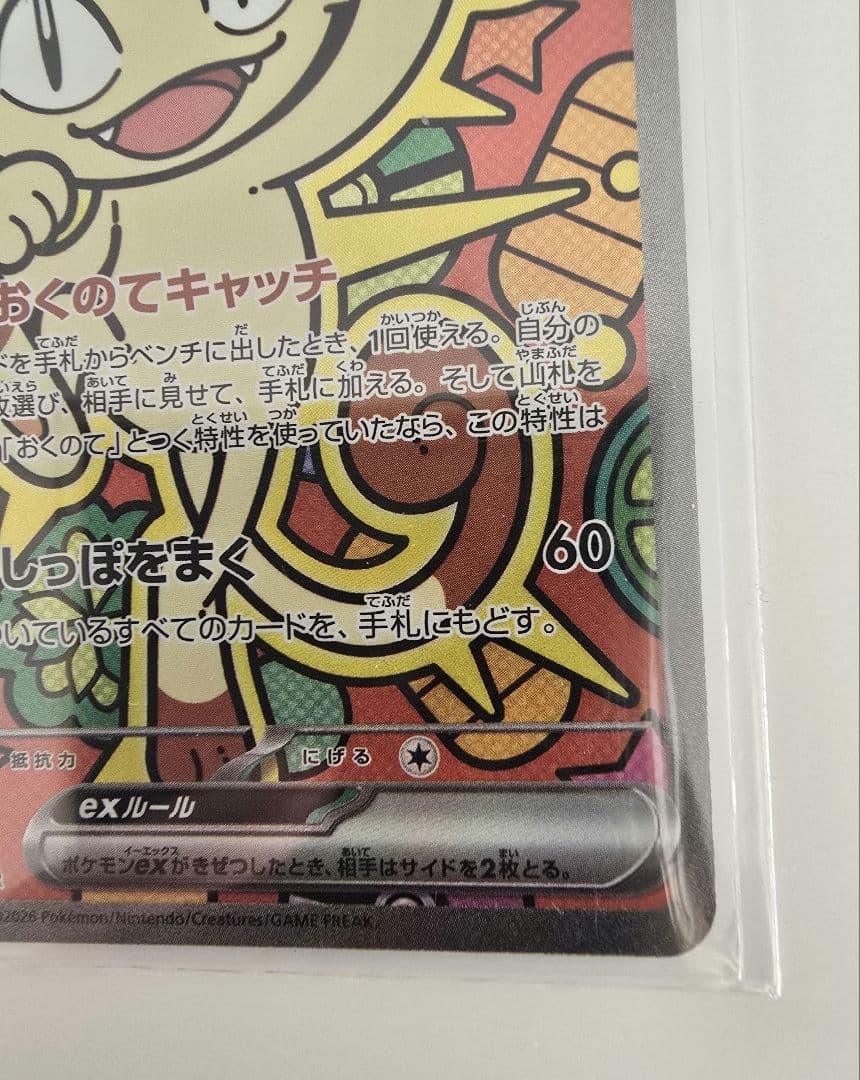 おくのてキャッチ
を手札からベンチに出したとき、1回使える。自分の
選び、相手に見せて、手札に加える。そして山札を
「おくのて」とつく特性を使っていたなら、この特性は
しっぽをまく 60
いているすべてのカードを、手札にもどす。
抵抗力 にげる
exルール
ポケモンexがきぜつしたとき、相手はサイドを2枚とる。
©2026 Pokémon/Nintendo/Creatures/GAME FREAK